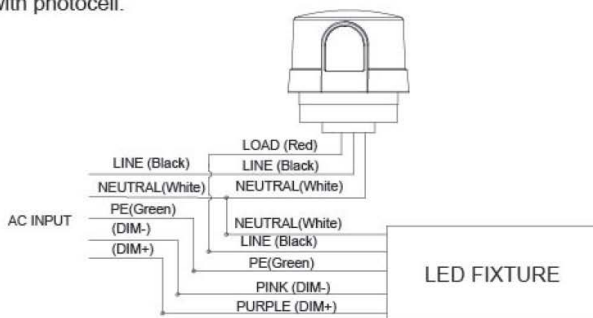 with photocell.
LOAD (Red)
LINE (Black)
LINE (Black)
NEUTRAL(White)
NEUTRAL(White)
PE(Green)
AC INPUT
(DIM-)
(DIM+)
NEUTRAL(White)
LINE (Black)
PE(Green)
PINK (DIM-)
PURPLE (DIM+)
LED FIXTURE